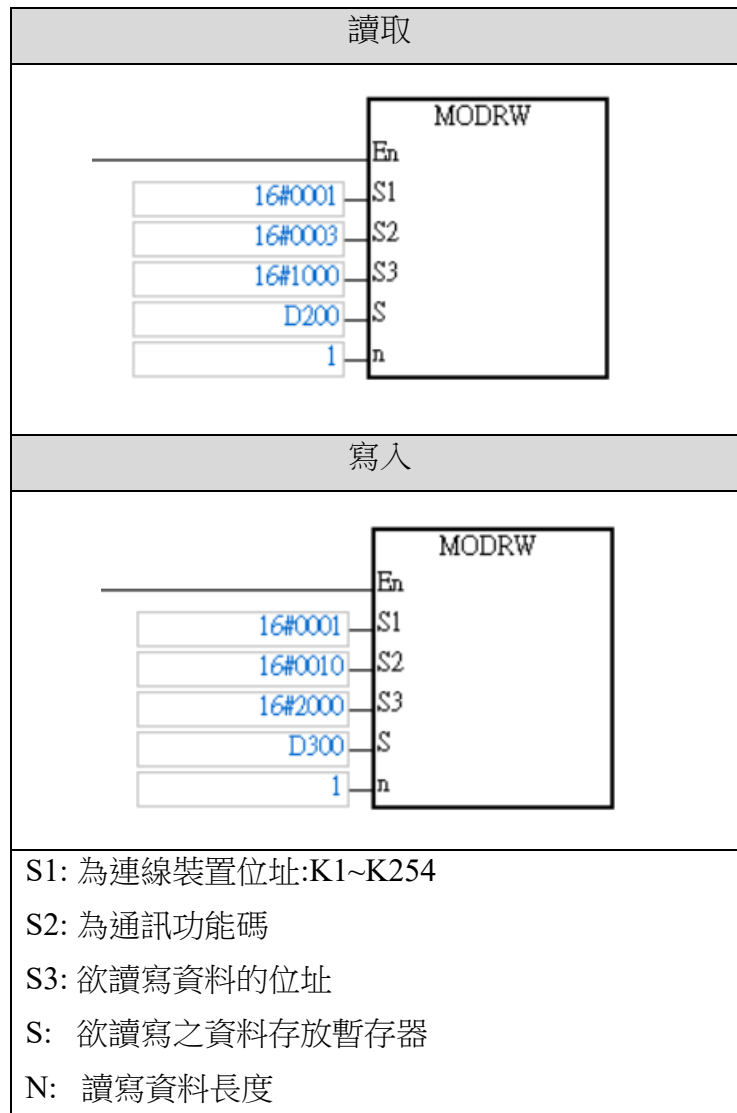 讀取
MODRW
En
16#0001 S1
16#0003 S2
16#1000 S3
D200 S
1 n
寫入
MODRW
En
16#0001 S1
16#0010 S2
16#2000 S3
D300 S
1 n
S1: 為連線裝置位址:K1~K254
S2: 為通訊功能碼
S3: 欲讀寫資料的位址
S: 欲讀寫之資料存放暫存器
N: 讀寫資料長度